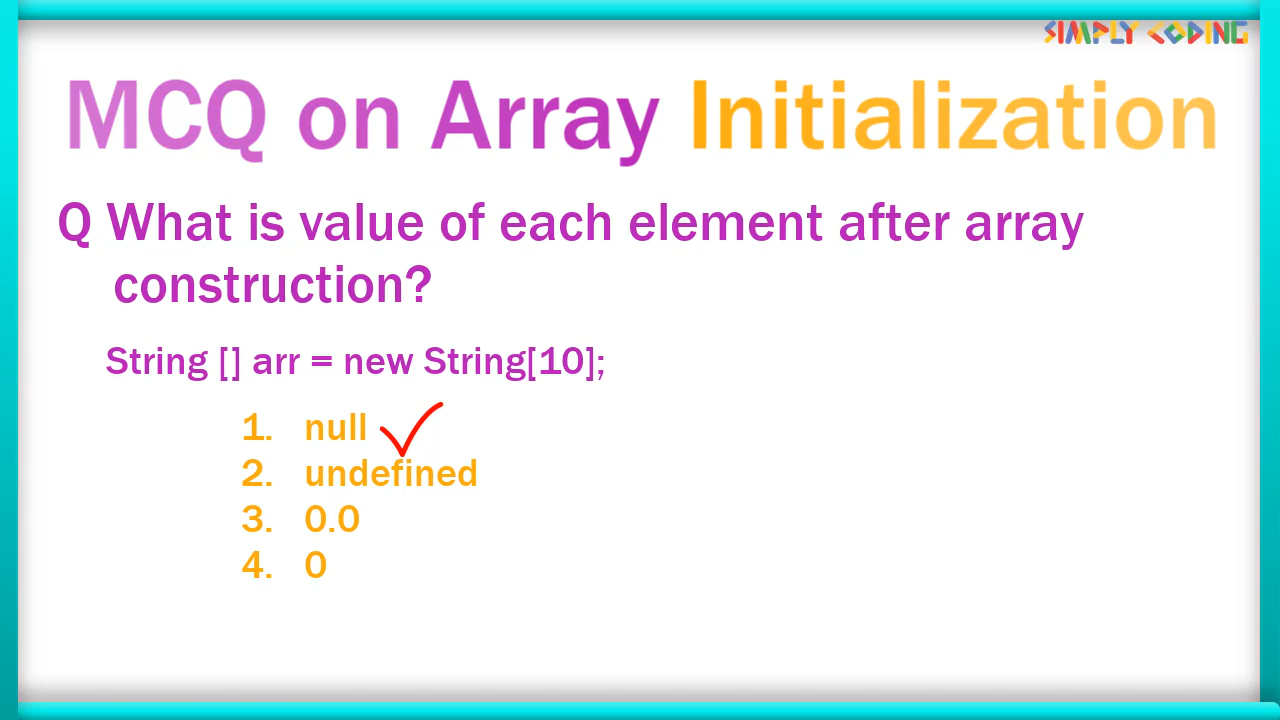 SIMPLY CODING
MCQ on Array Initialization
Q What is value of each element after array
construction?
String [] arr = new String[10];
1. null
2. undefined
3. 0.0
4. 0